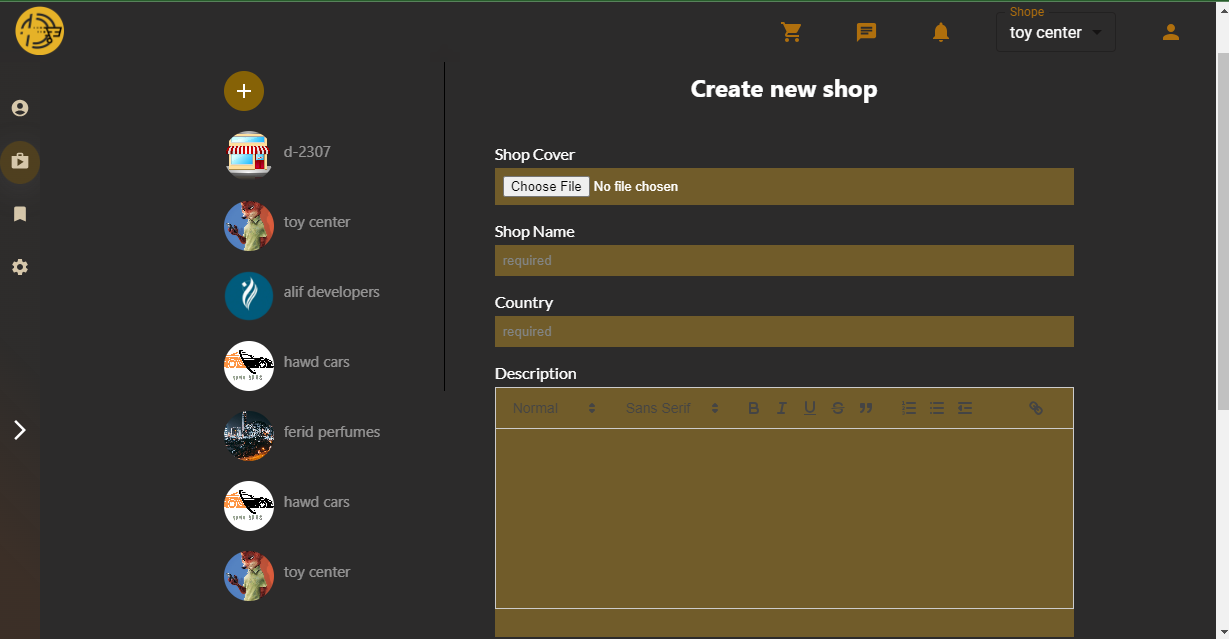 Shope
toy center
Create new shop
d-2307
toy center
alif developers
hawd cars
ferid perfumes
hawd cars
toy center
Shop Cover
Choose File No file chosen
Shop Name
required
Country
required
Description
Normal Sans Serif B I U S